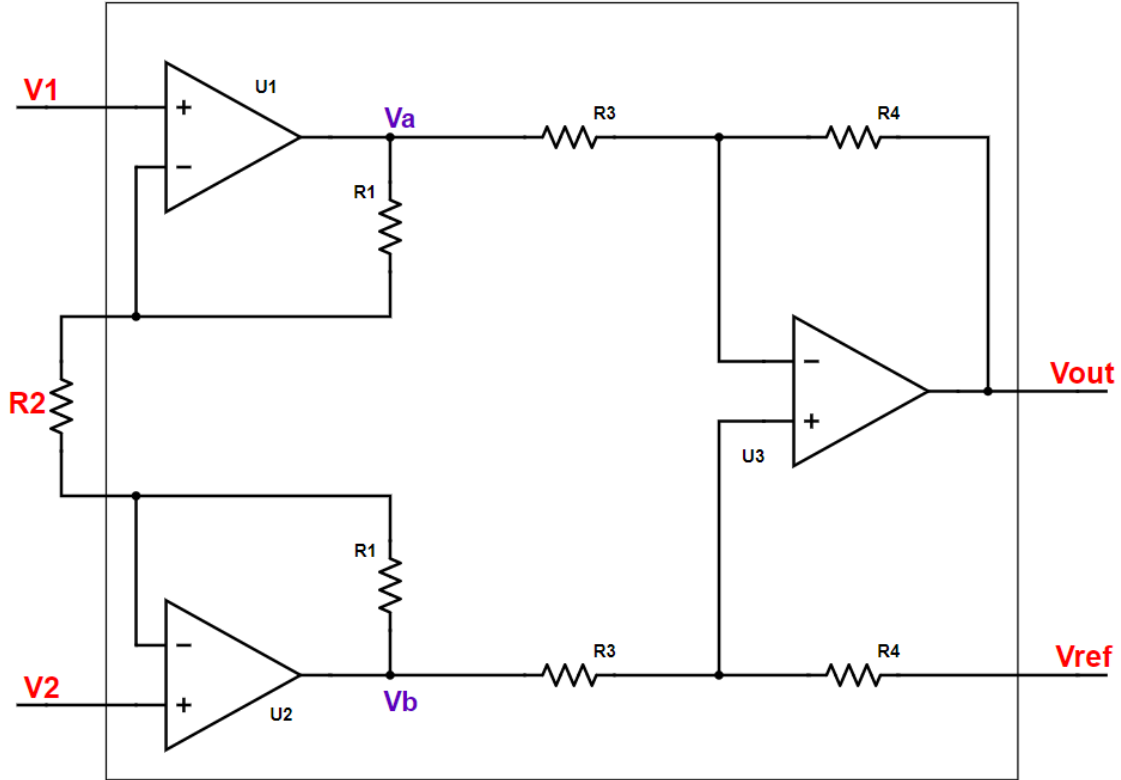 V1
U1
+
−
Va
R3
R4
R1
R2
−
+
U3
Vout
R1
−
+
V2
U2
Vb
R3
R4
Vref